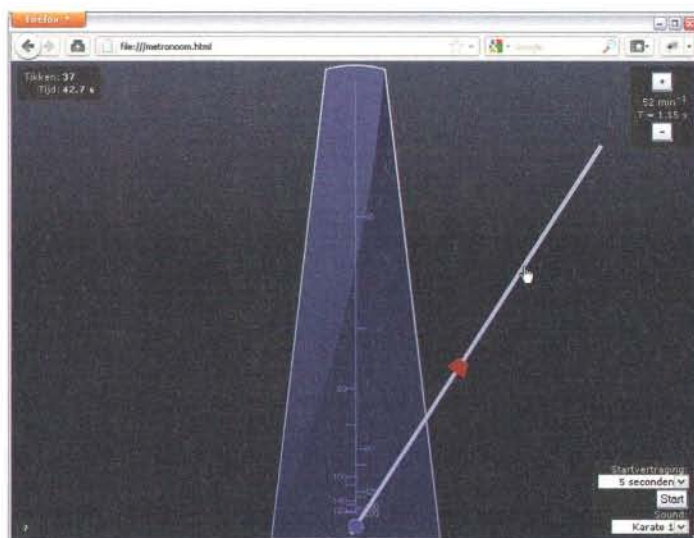 Firefox
file:///metronoom.html
Google
Tikken: 37
Tijd: 42.7 s
+
52 min⁻¹
T = 1.15 s
-
Startvertraging:
5 seconden
Start
Sound:
Karate 1
?